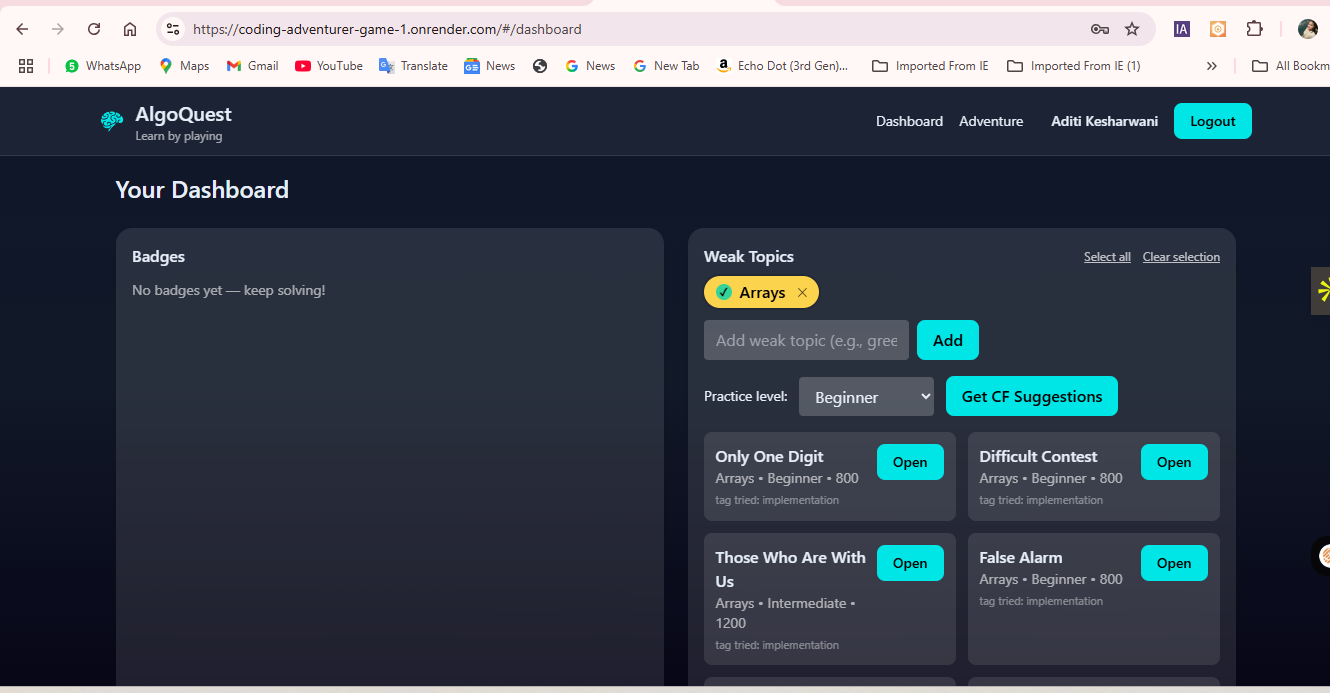 https://coding-adventurer-game-1.onrender.com/#/dashboard
IA
5 WhatsApp Maps Gmail YouTube Translate News News New Tab Echo Dot (3rd Gen)... Imported From IE Imported From IE (1) » All Bookm
AlgoQuest
Learn by playing
Dashboard Adventure Aditi Kesharwani Logout
Your Dashboard
Badges
No badges yet — keep solving!
Weak Topics Select all Clear selection
✓ Arrays ×
Add weak topic (e.g., gree Add
Practice level: Beginner Get CF Suggestions
Only One Digit Open
Arrays • Beginner • 800
tag tried: implementation
Difficult Contest Open
Arrays • Beginner • 800
tag tried: implementation
Those Who Are With
Us
Open
Arrays • Intermediate •
1200
tag tried: implementation
False Alarm Open
Arrays • Beginner • 800
tag tried: implementation